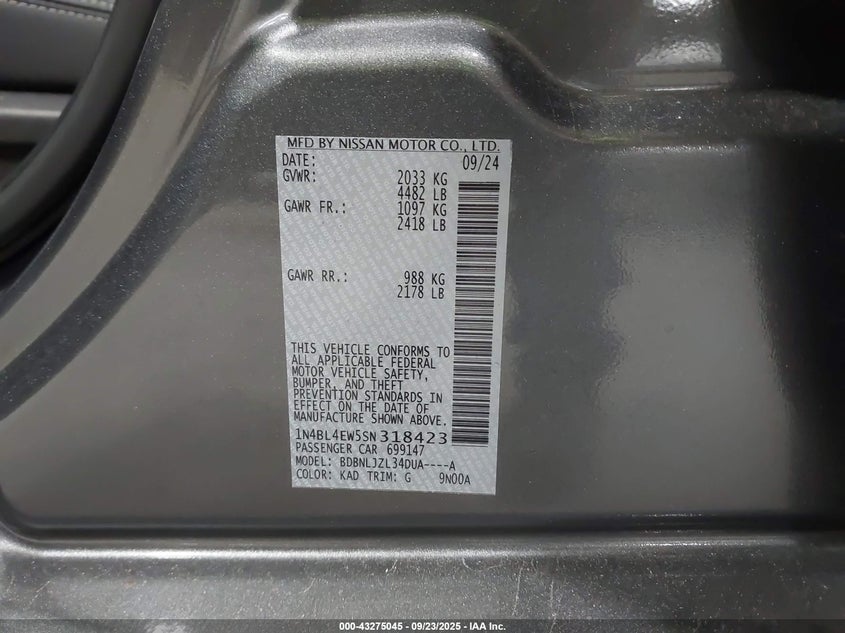 MFD BY NISSAN MOTOR CO., LTD.
DATE: 09/24
GVWR: 2033 KG
4482 LB
GAWR FR.: 1097 KG
2418 LB
GAWR RR.: 988 KG
2178 LB
THIS VEHICLE CONFORMS TO
ALL APPLICABLE FEDERAL
MOTOR VEHICLE SAFETY,
BUMPER, AND THEFT
PREVENTION STANDARDS IN
EFFECT ON THE DATE OF
MANUFACTURE SHOWN ABOVE.
1N4BL4EW5SN318423
PASSENGER CAR 699147
MODEL: BDBNLJZL34DUA----A
COLOR: KAD TRIM: G 9N00A
000-43275045 - 09/23/2025 - IAA Inc.